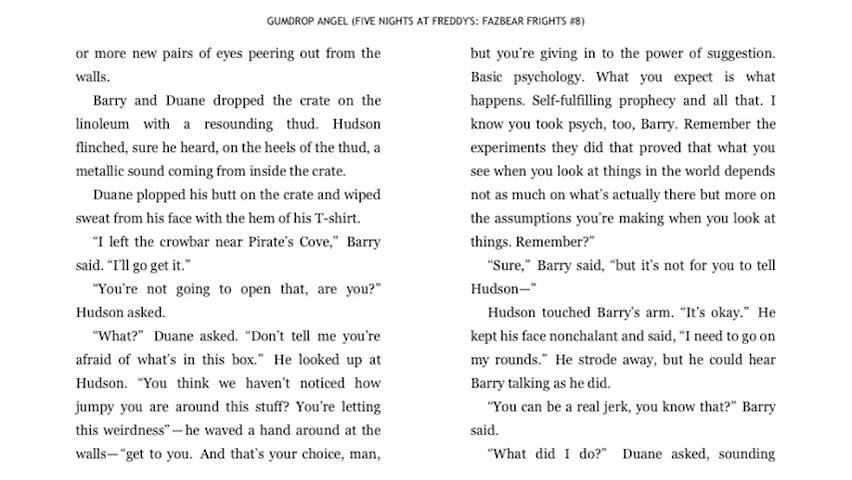 GUMDROP ANGEL (FIVE NIGHTS AT FREDDY'S: FAZBEAR FRIGHTS #8)
or more new pairs of eyes peering out from the
walls.
Barry and Duane dropped the crate on the
linoleum with a resounding thud. Hudson
flinched, sure he heard, on the heels of the thud, a
metallic sound coming from inside the crate.
Duane plopped his butt on the crate and wiped
sweat from his face with the hem of his T-shirt.
“I left the crowbar near Pirate’s Cove,” Barry
said. “I’ll go get it.”
“You’re not going to open that, are you?”
Hudson asked.
“What?” Duane asked. “Don’t tell me you’re
afraid of what’s in this box.” He looked up at
Hudson. “You think we haven’t noticed how
jumpy you are around this stuff? You’re letting
this weirdness”—he waved a hand around at the
walls—“get to you. And that’s your choice, man,
but you’re giving in to the power of suggestion.
Basic psychology. What you expect is what
happens. Self-fulfilling prophecy and all that. I
know you took psych, too, Barry. Remember the
experiments they did that proved that what you
see when you look at things in the world depends
not as much on what’s actually there but more on
the assumptions you’re making when you look at
things. Remember?”
“Sure,” Barry said, “but it’s not for you to tell
Hudson—”
Hudson touched Barry’s arm. “It’s okay.” He
kept his face nonchalant and said, “I need to go on
my rounds.” He strode away, but he could hear
Barry talking as he did.
“You can be a real jerk, you know that?” Barry
said.
“What did I do?” Duane asked, sounding